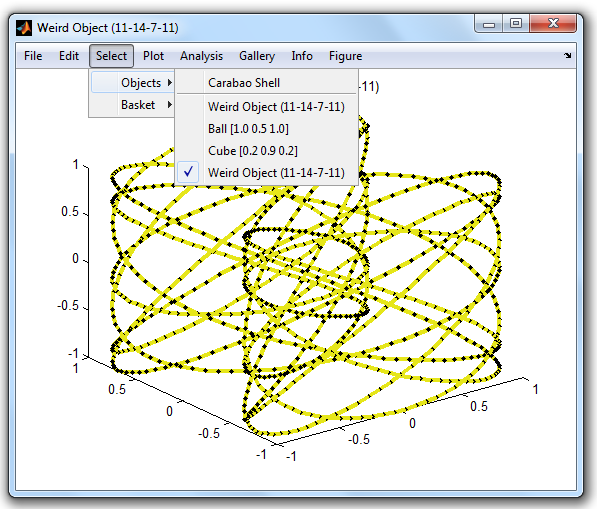 Weird Object (11-14-7-11)
File Edit Select Plot Analysis Gallery Info Figure
Objects
Basket
Carabao Shell
Weird Object (11-14-7-11)
Ball [1.0 0.5 1.0]
Cube [0.2 0.9 0.2]
Weird Object (11-14-7-11)
-11)
1
0.5
0
-0.5
-1
1
0.5
0
-0.5
-1
-1
-0.5
0
0.5
1